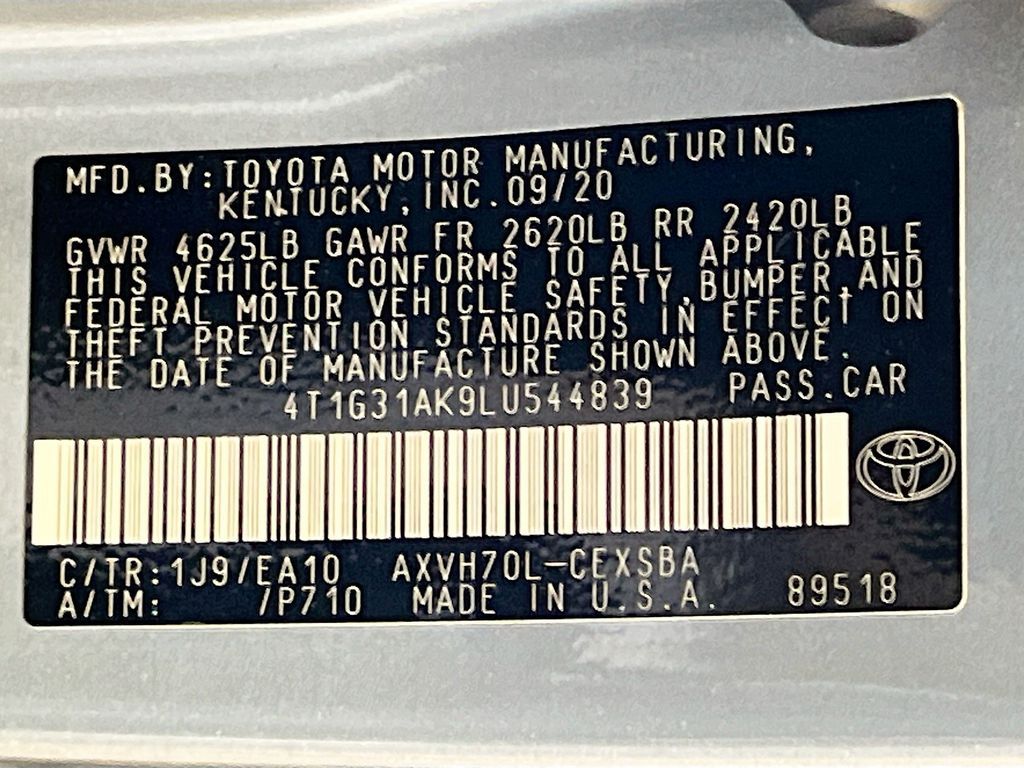 MFD.BY:TOYOTA MOTOR MANUFACTURING,
KENTUCKY,INC.09/20
GVWR 4625LB GAWR FR 2620LB RR 2420LB
THIS VEHICLE CONFORMS TO ALL APPLICABLE
FEDERAL MOTOR VEHICLE SAFETY,BUMPER,AND
THEFT PREVENTION STANDARDS IN EFFECT ON
THE DATE OF MANUFACTURE SHOWN ABOVE.
4T1G31AK9LU544839 PASS.CAR
C/TR:1J9/EA10 AXVH70L-CEXSBA
A/TM: /P710 MADE IN U.S.A. 89518